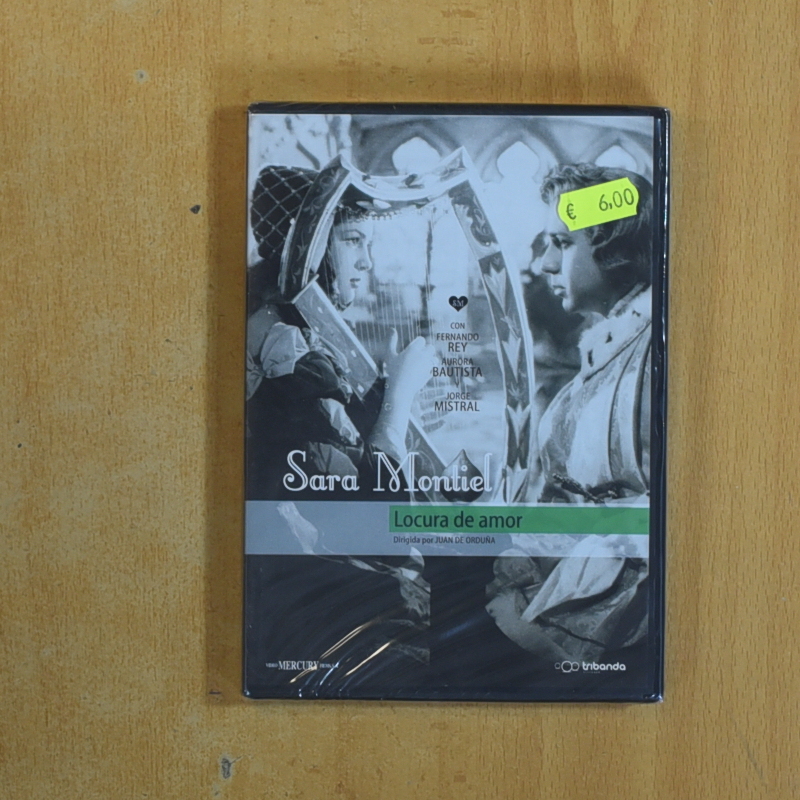 € 6,00
CON
FERNANDO
REY
AURORA
BAUTISTA
Y
JORGE
MISTRAL
Sara Montiel
Locura de amor
Dirigida por JUAN DE ORDUÑA
VIDEO MERCURY
tribanda